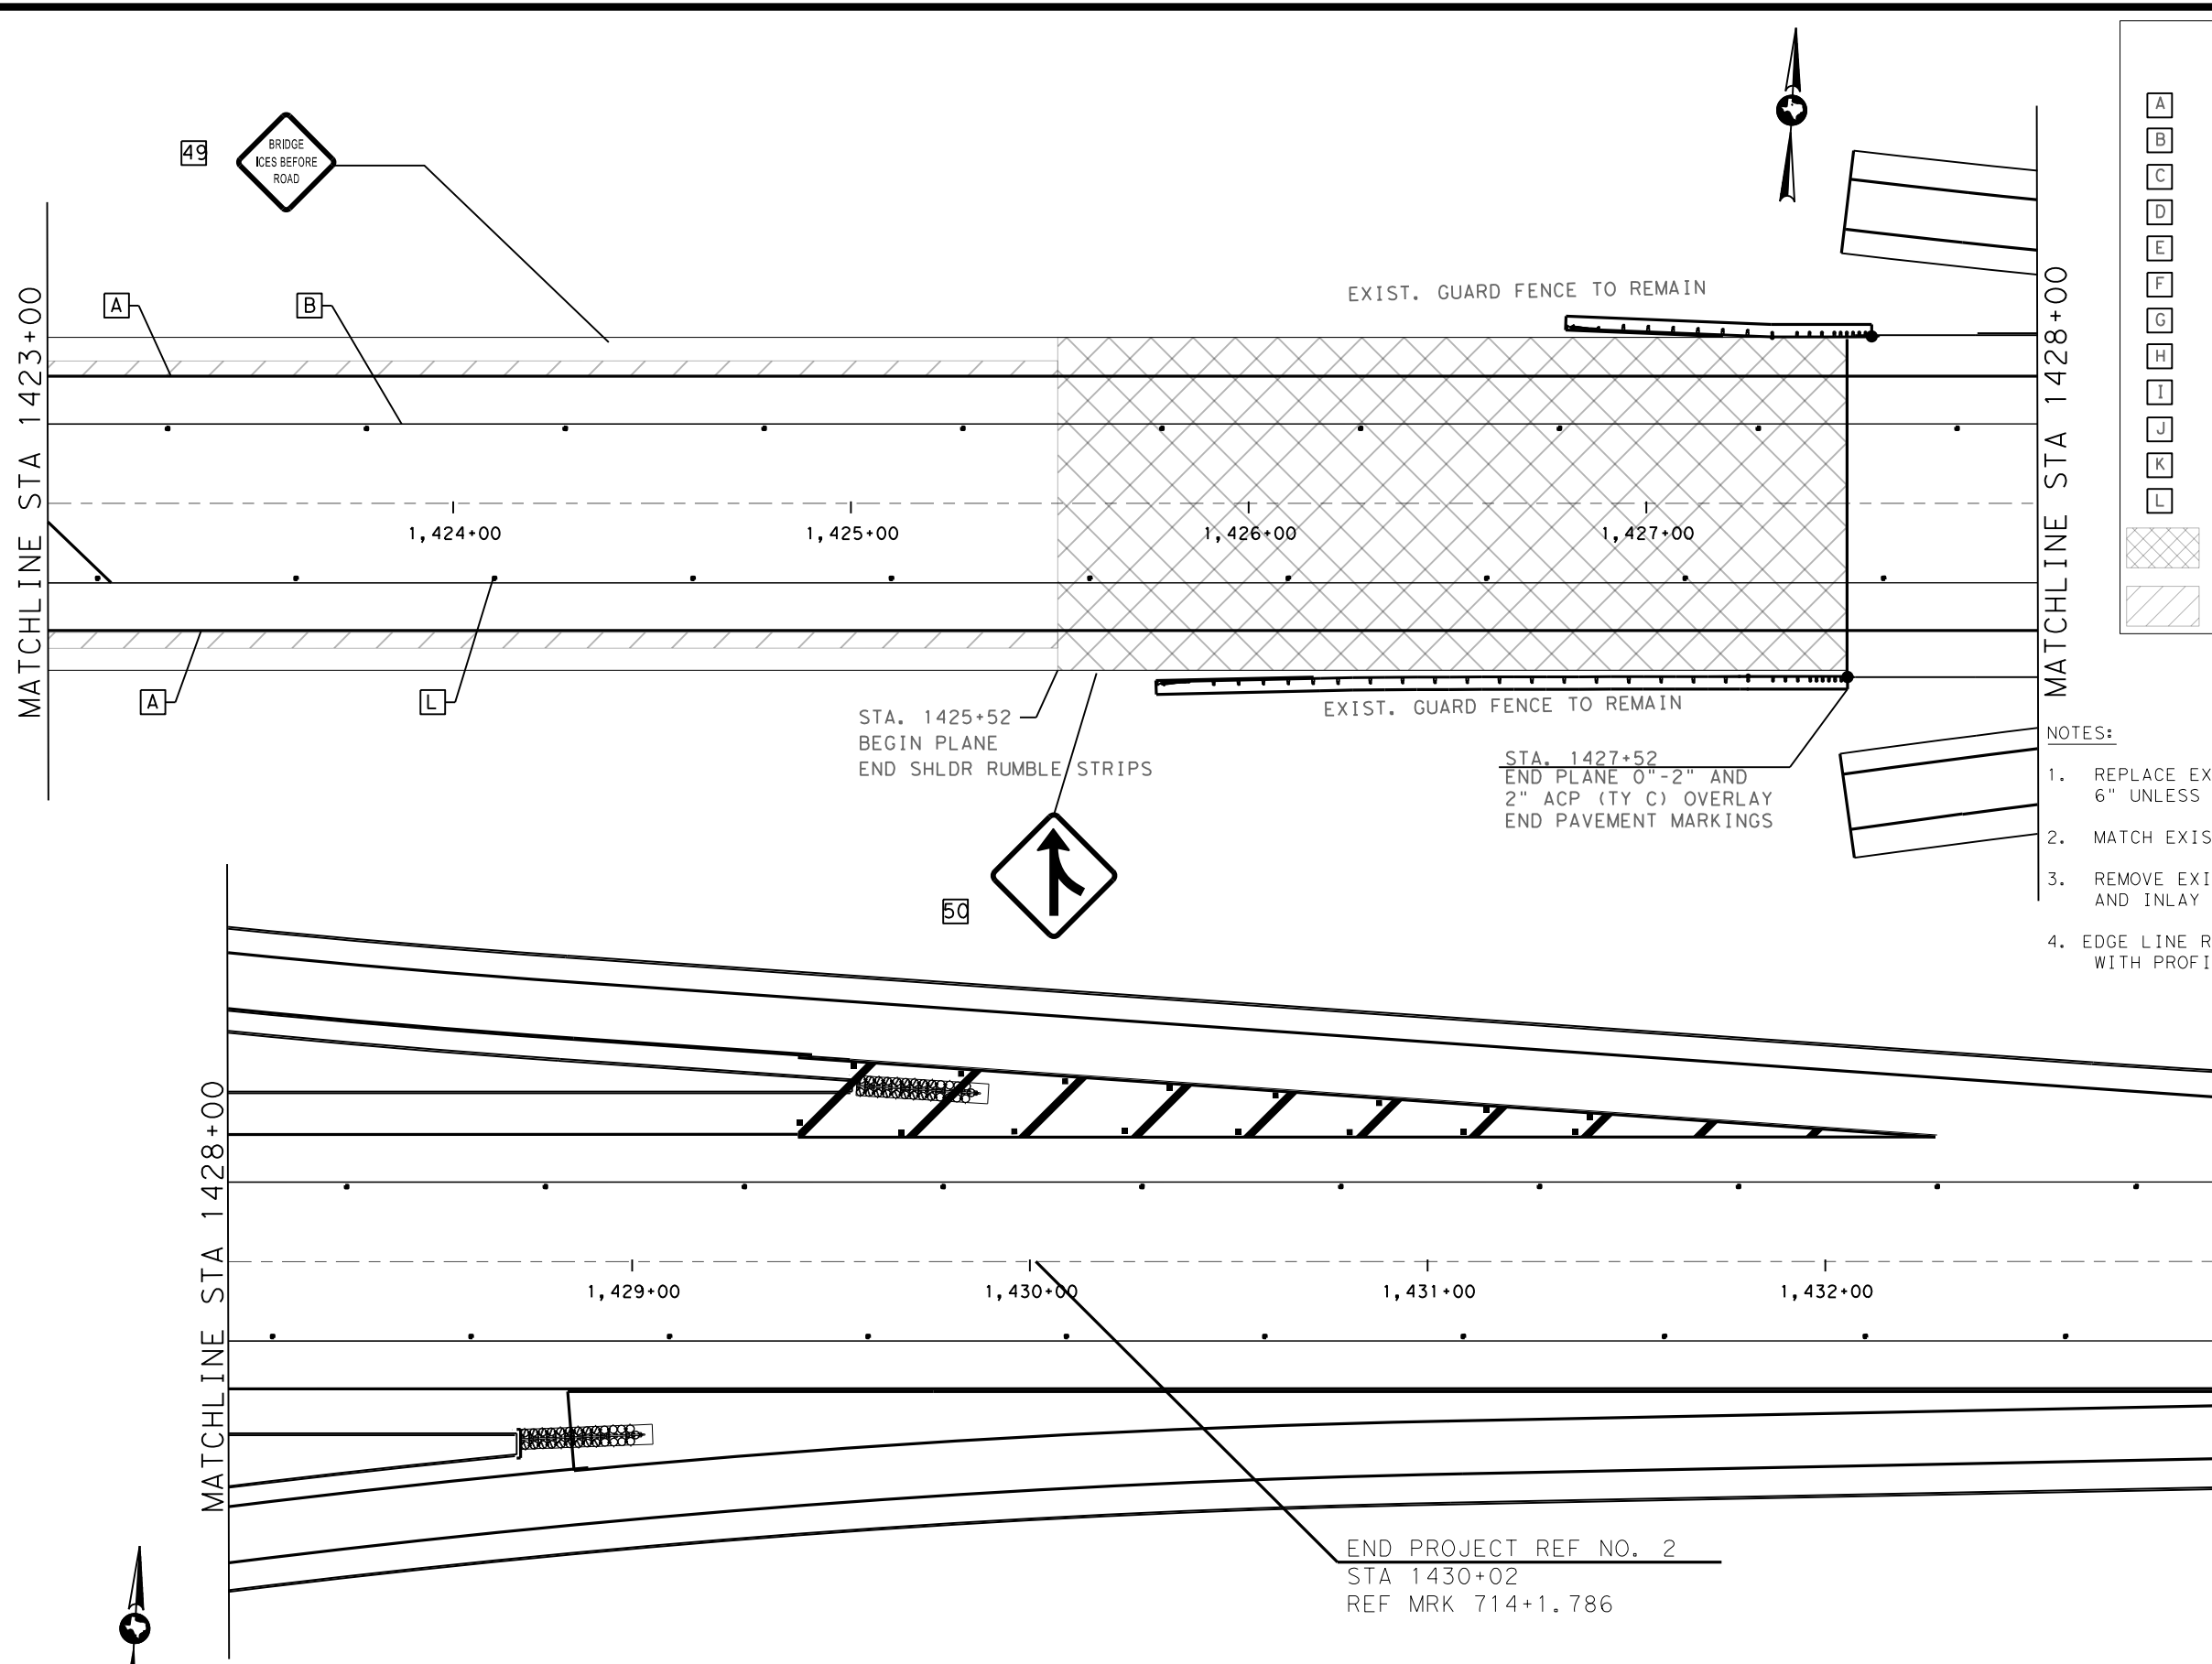 49
BRIDGE
ICES BEFORE
ROAD
A
B
EXIST. GUARD FENCE TO REMAIN
MATCHLINE STA 1423+00
MATCHLINE STA 1428+00
1,424+00
1,425+00
1,426+00
1,427+00
A
L
STA. 1425+52
BEGIN PLANE
END SHLDR RUMBLE STRIPS
EXIST. GUARD FENCE TO REMAIN
STA. 1427+52
END PLANE 0"-2" AND
2" ACP (TY C) OVERLAY
END PAVEMENT MARKINGS
50
A
B
C
D
E
F
G
H
I
J
K
L
NOTES:
1. REPLACE EX
6" UNLESS
2. MATCH EXIS
3. REMOVE EXI
AND INLAY
4. EDGE LINE R
WITH PROFI
MATCHLINE STA 1428+00
1,429+00
1,430+00
1,431+00
1,432+00
END PROJECT REF NO. 2
STA 1430+02
REF MRK 714+1.786